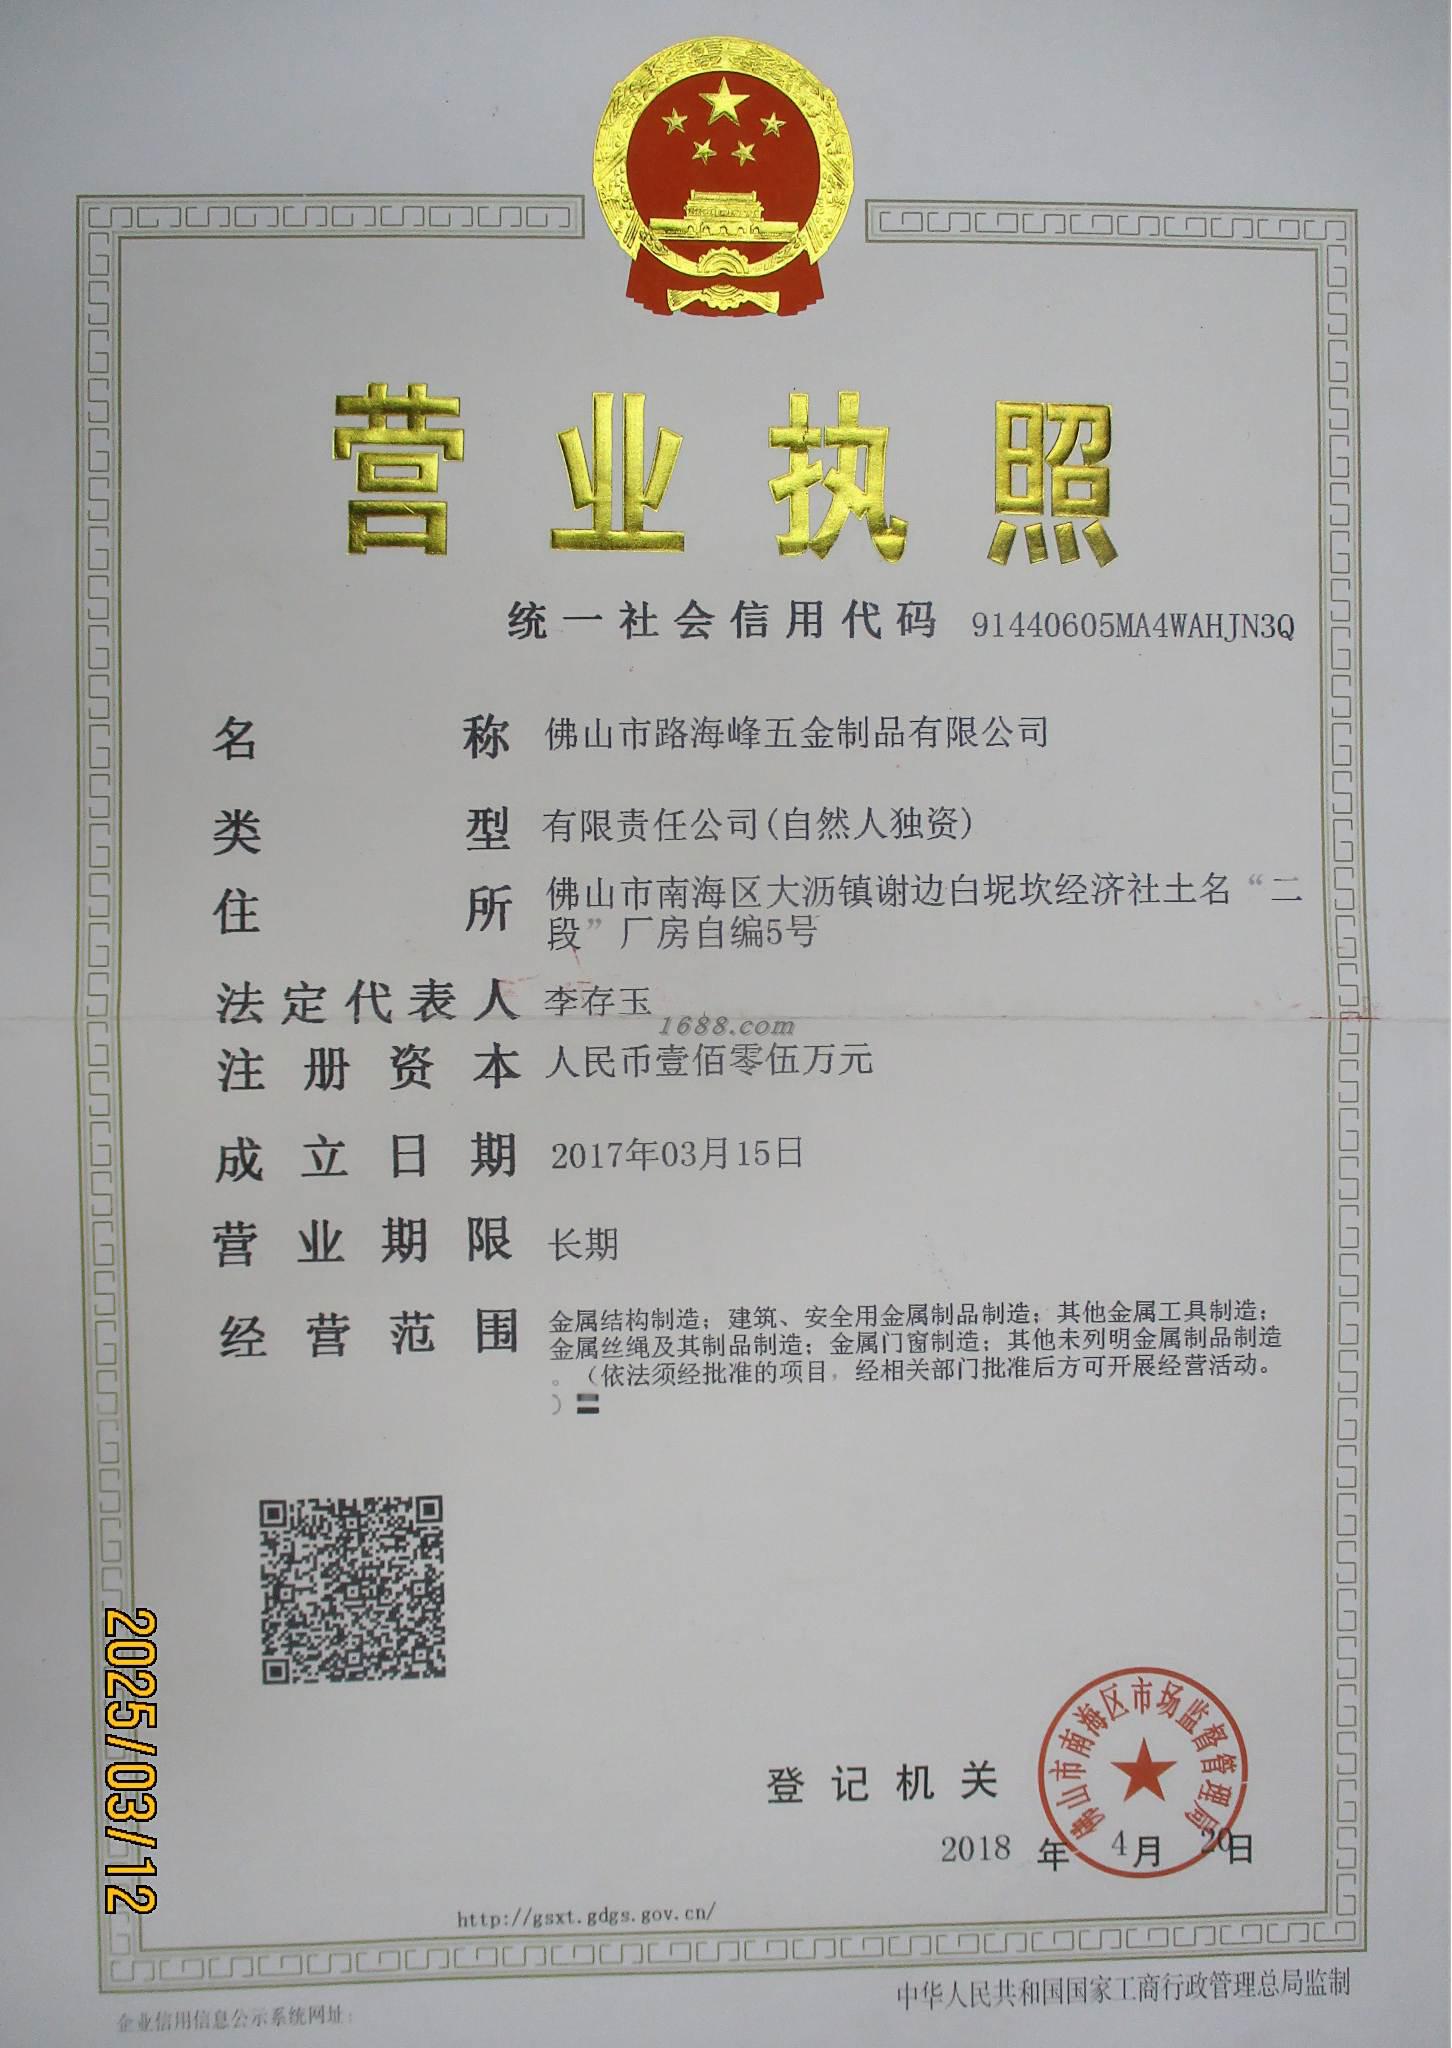 营业执照
统一社会信用代码 91440605MA4WAHJN3Q
名称 佛山市路海峰五金制品有限公司
类型 有限责任公司(自然人独资)
住所 佛山市南海区大沥镇谢边白坭坎经济社土名“二
段”厂房自编5号
法定代表人 李存玉
1688.com
注册资本 人民币壹佰零伍万元
成立日期 2017年03月15日
营业期限 长期
经营范围 金属结构制造；建筑、安全用金属制品制造；其他金属工具制造；
金属丝绳及其制品制造；金属门窗制造；其他未列明金属制品制造
。（依法须经批准的项目，经相关部门批准后方可开展经营活动。
）
佛山市南海区市场监督管理局
登记机关
2018 年 4月 20日
2025/03/12
http://gsxt.gdgs.gov.cn/
企业信用信息公示系统网址：
中华人民共和国国家工商行政管理总局监制